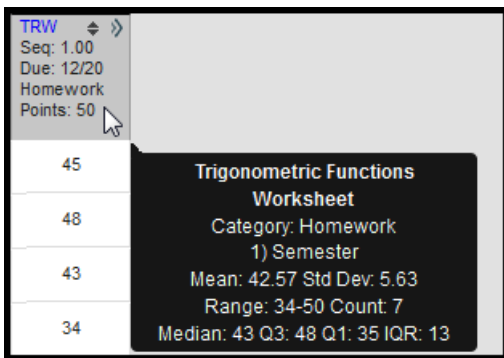 TRW
Seq: 1.00
Due: 12/20
Homework
Points: 50
45
48
43
34
Trigonometric Functions
Worksheet
Category: Homework
1) Semester
Mean: 42.57 Std Dev: 5.63
Range: 34-50 Count: 7
Median: 43 Q3: 48 Q1: 35 IQR: 13